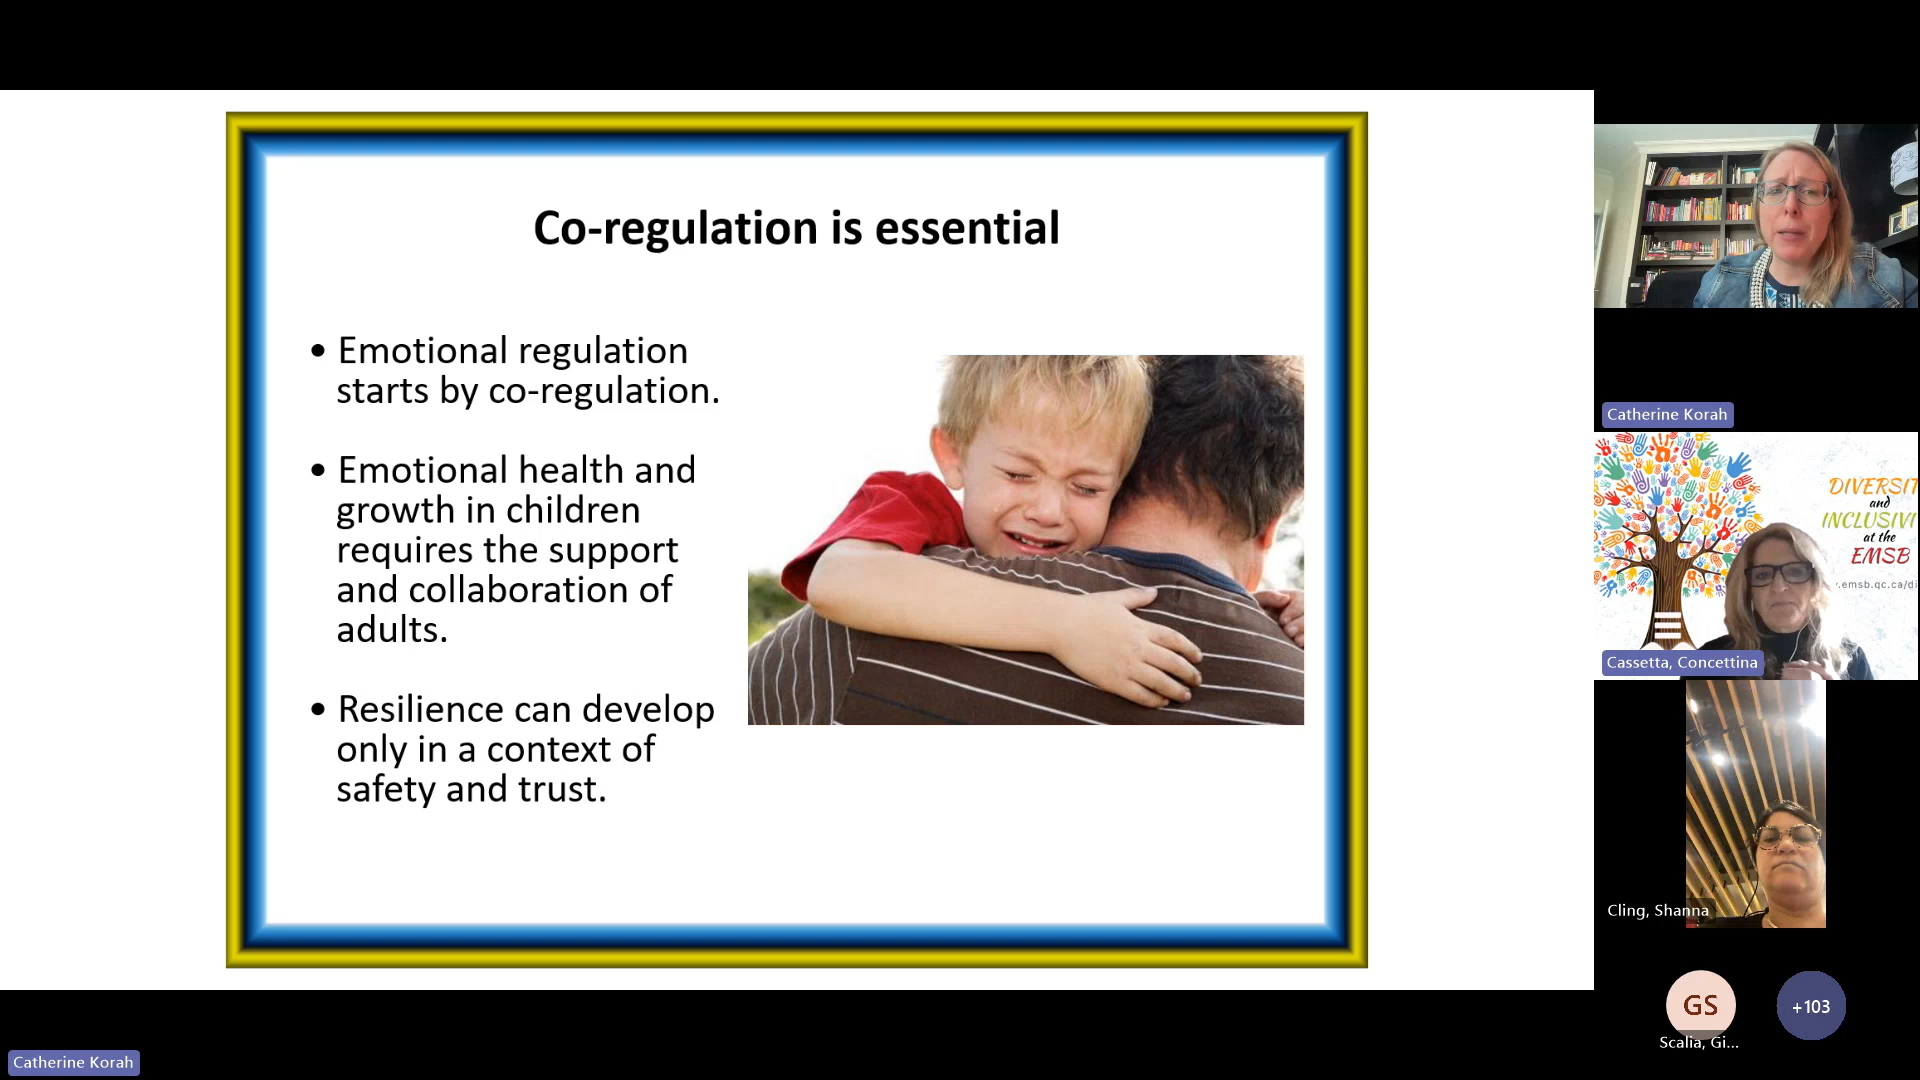 Co-regulation is essential
• Emotional regulation
starts by co-regulation.
• Emotional health and
growth in children
requires the support
and collaboration of
adults.
• Resilience can develop
only in a context of
safety and trust.
Catherine Korah
DIVERSIT
and
INCLUSIVI
at the
EMSB
.emsb.qc.ca/di
Cassetta, Concettina
Cling, Shanna
GS
+103
Scalia, Gi...
Catherine Korah